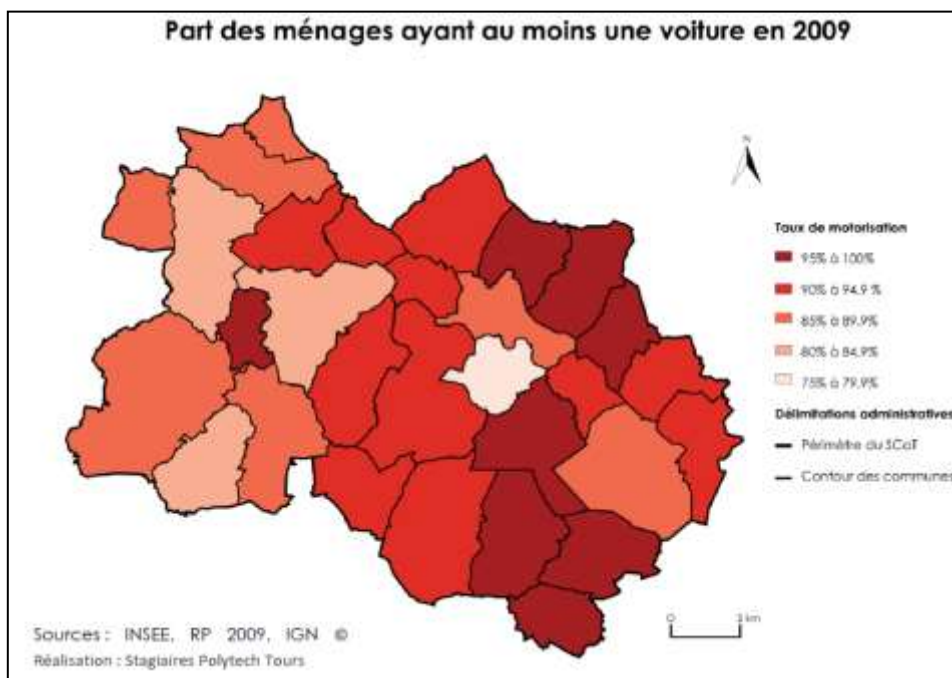 Part des ménages ayant au moins une voiture en 2009
N
Taux de motorisation
95% à 100%
90% à 94.9 %
85% à 89.9%
80% à 84.9%
75% à 79.9%
Délimitations administratives
Périmètre du SCoT
Contour des communes
0 3 km
Sources : INSEE, RP 2009, IGN ©
Réalisation : Stagiaires Polytech Tours